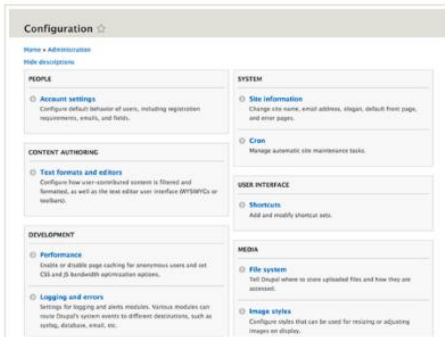 Configuration
Home » Administration
Hide descriptions
PEOPLE
Account settings
Configure default behavior of users, including registration
requirements, emails, and fields.
CONTENT AUTHORING
Text formats and editors
Configure how user-contributed content is filtered and
formatted, as well as the text editor user interface (WYSIWYGs or
toolbars).
DEVELOPMENT
Performance
Enable or disable page caching for anonymous users and set
CSS and JS bandwidth optimization options.
Logging and errors
Settings for logging and alerts modules. Various modules can
route Drupal's system events to different destinations, such as
syslog, database, email, etc.
SYSTEM
Site information
Change site name, email address, slogan, default front page,
and error pages.
Cron
Manage automatic site maintenance tasks.
USER INTERFACE
Shortcuts
Add and modify shortcut sets.
MEDIA
File system
Tell Drupal where to store uploaded files and how they are
accessed.
Image styles
Configure styles that can be used for resizing or adjusting
images on display.